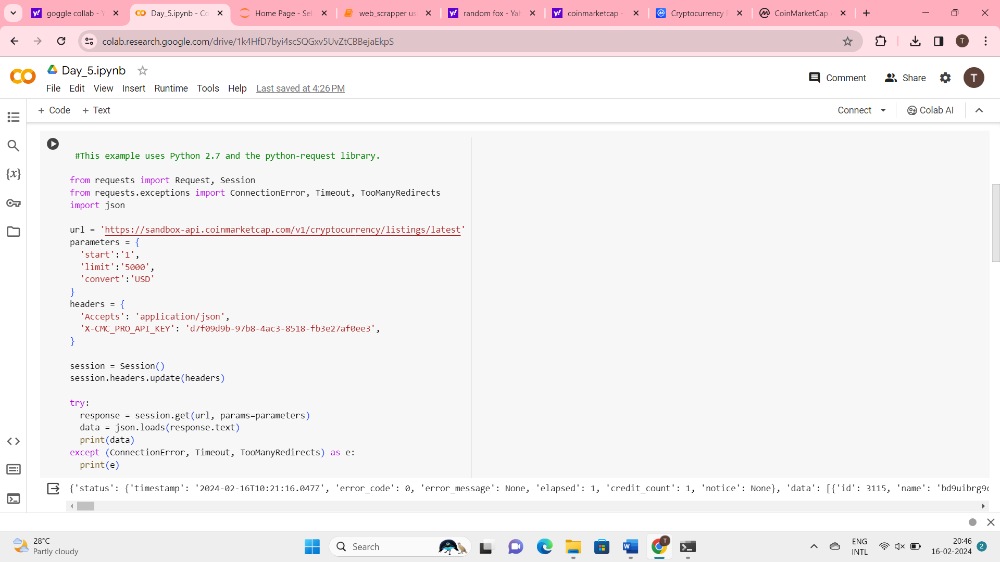 goggle collab - Y
Day_5.ipynb - Co
Home Page - Sel
web_scrapper us
random fox - Yah
coinmarketcap -
Cryptocurrency P
CoinMarketCap A
colab.research.google.com/drive/1k4HfD7byi4scSQGxv5UvZtCBBejaEkpS
T
Day_5.ipynb
Comment
Share
T
File Edit View Insert Runtime Tools Help Last saved at 4:26 PM
+ Code + Text
Connect
Colab AI
{x}
#This example uses Python 2.7 and the python-request library.
from requests import Request, Session
from requests.exceptions import ConnectionError, Timeout, TooManyRedirects
import json
url = 'https://sandbox-api.coinmarketcap.com/v1/cryptocurrency/listings/latest'
parameters = {
  'start':'1',
  'limit':'5000',
  'convert':'USD'
}
headers = {
  'Accepts': 'application/json',
  'X-CMC_PRO_API_KEY': 'd7f09d9b-97b8-4ac3-8518-fb3e27af0ee3',
}
session = Session()
session.headers.update(headers)
try:
  response = session.get(url, params=parameters)
  data = json.loads(response.text)
  print(data)
except (ConnectionError, Timeout, TooManyRedirects) as e:
  print(e)
{'status': {'timestamp': '2024-02-16T10:21:16.047Z', 'error_code': 0, 'error_message': None, 'elapsed': 1, 'credit_count': 1, 'notice': None}, 'data': [{'id': 3115, 'name': 'bd9uibrg9c
28°C
Partly cloudy
Search
ENG
INTL
20:46
16-02-2024
2